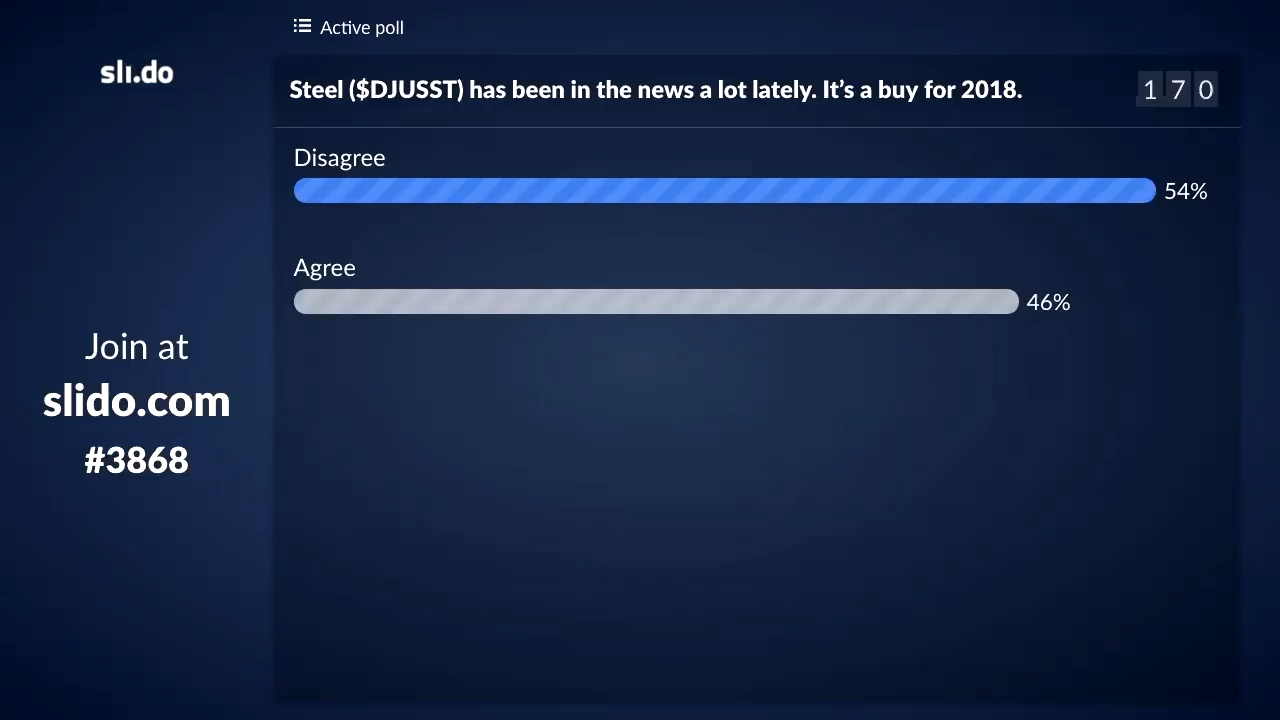 Active poll
sli.do
Steel ($DJUSST) has been in the news a lot lately. It’s a buy for 2018.
170
Disagree
54%
Agree
46%
Join at
slido.com
#3868